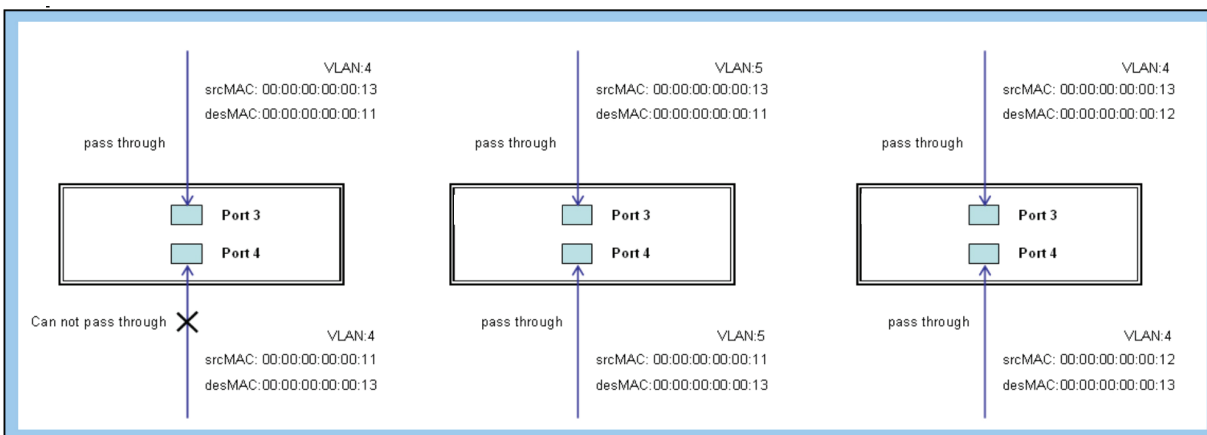 VLAN:4
srcMAC: 00:00:00:00:00:13
desMAC:00:00:00:00:00:11
pass through
Port 3
Port 4
Can not pass through
VLAN:4
srcMAC: 00:00:00:00:00:11
desMAC:00:00:00:00:00:13
VLAN:5
srcMAC: 00:00:00:00:00:13
desMAC:00:00:00:00:00:11
pass through
Port 3
Port 4
pass through
VLAN:5
srcMAC: 00:00:00:00:00:11
desMAC:00:00:00:00:00:13
VLAN:4
srcMAC: 00:00:00:00:00:13
desMAC:00:00:00:00:00:12
pass through
Port 3
Port 4
pass through
VLAN:4
srcMAC: 00:00:00:00:00:12
desMAC:00:00:00:00:00:13